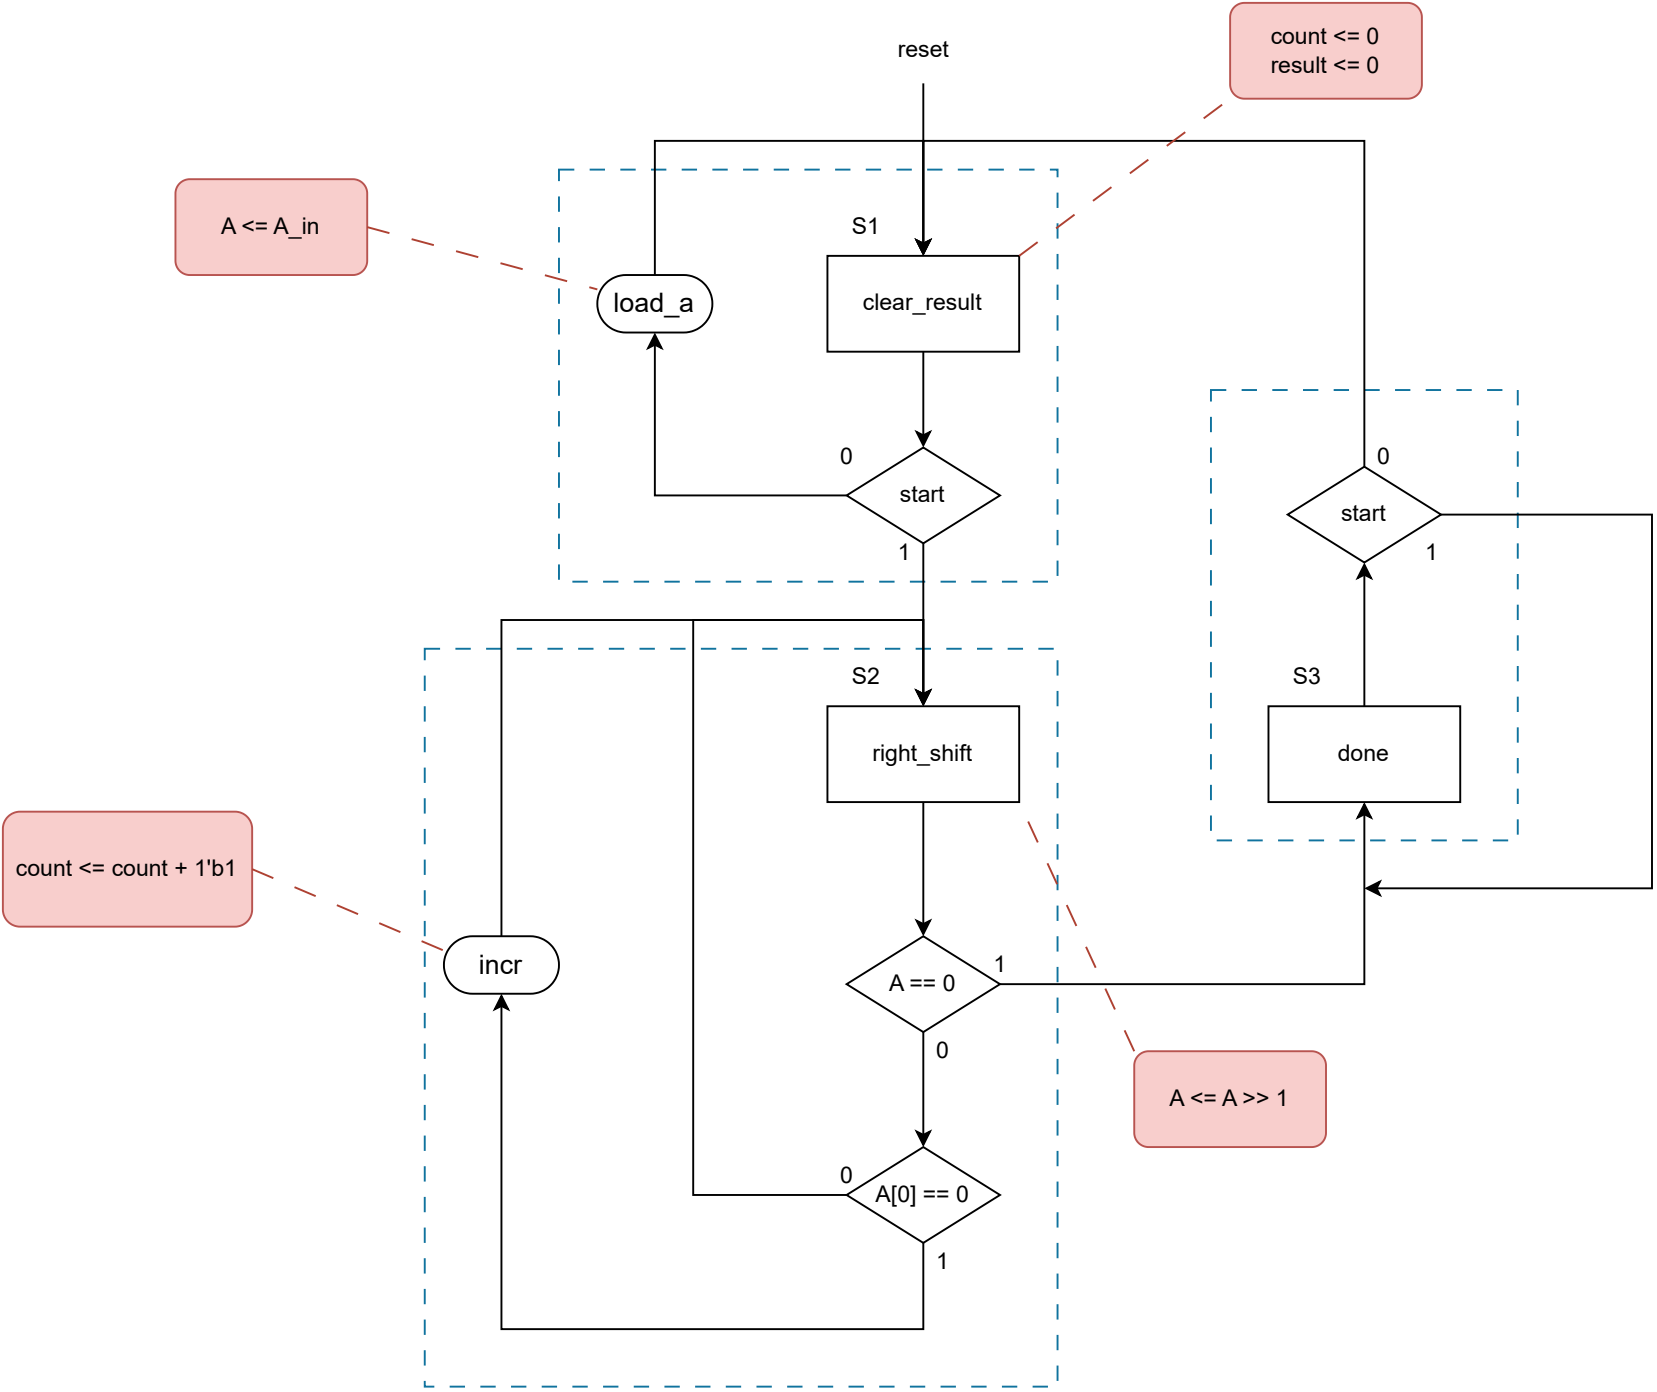 reset
count <= 0
result <= 0
A <= A_in
S1
load_a
clear_result
0
start
1
0
start
1
S2
S3
right_shift
done
count <= count + 1'b1
incr
A == 0
1
0
A <= A >> 1
0
A[0] == 0
1